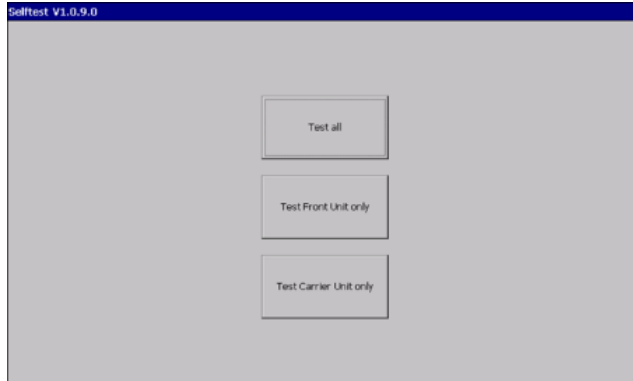 Selftest V1.0.9.0
Test all
Test Front Unit only
Test Carrier Unit only